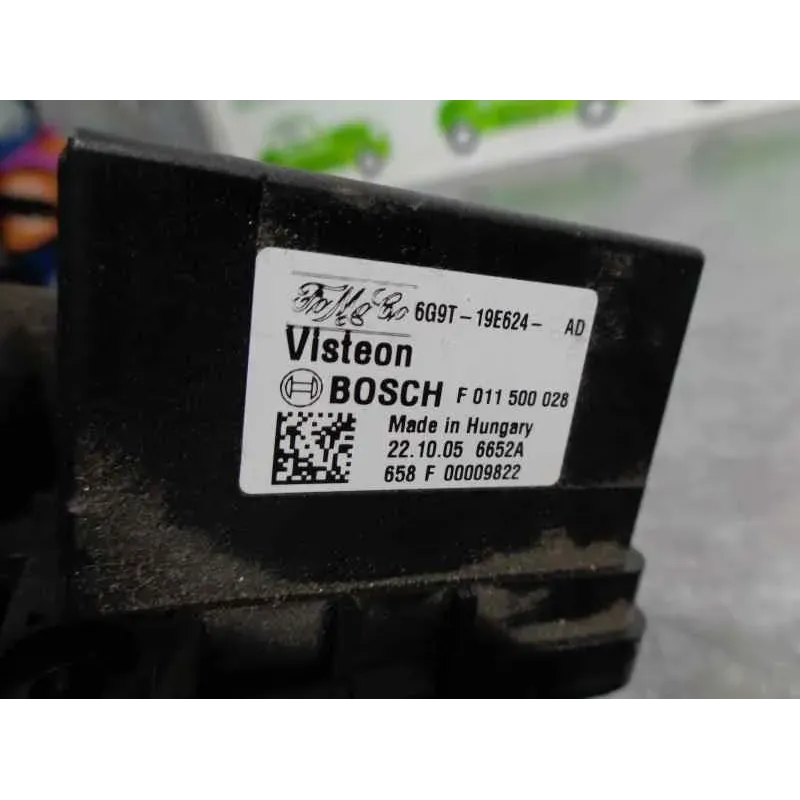 FoMoCo 6G9T-19E624- AD
Visteon
BOSCH F 011 500 028
Made in Hungary
22.10.05 6652A
658 F 00009822